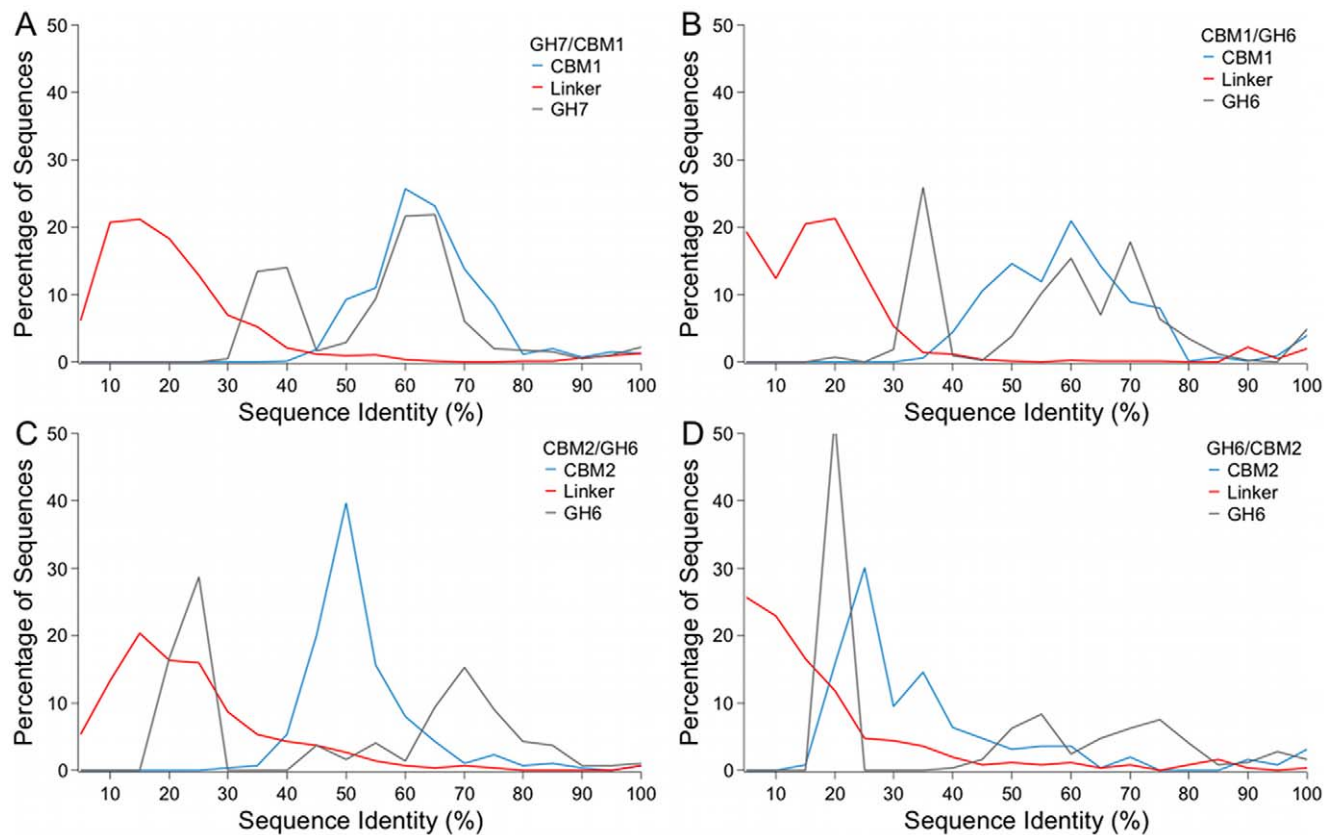 A
GH7/CBM1
CBM1
Linker
GH7
50
40
30
20
10
0
Percentage of Sequences
10 20 30 40 50 60 70 80 90 100
Sequence Identity (%)
B
CBM1/GH6
CBM1
Linker
GH6
50
40
30
20
10
0
Percentage of Sequences
10 20 30 40 50 60 70 80 90 100
Sequence Identity (%)
C
CBM2/GH6
CBM2
Linker
GH6
50
40
30
20
10
0
Percentage of Sequences
10 20 30 40 50 60 70 80 90 100
Sequence Identity (%)
D
GH6/CBM2
CBM2
Linker
GH6
50
40
30
20
10
0
Percentage of Sequences
10 20 30 40 50 60 70 80 90 100
Sequence Identity (%)